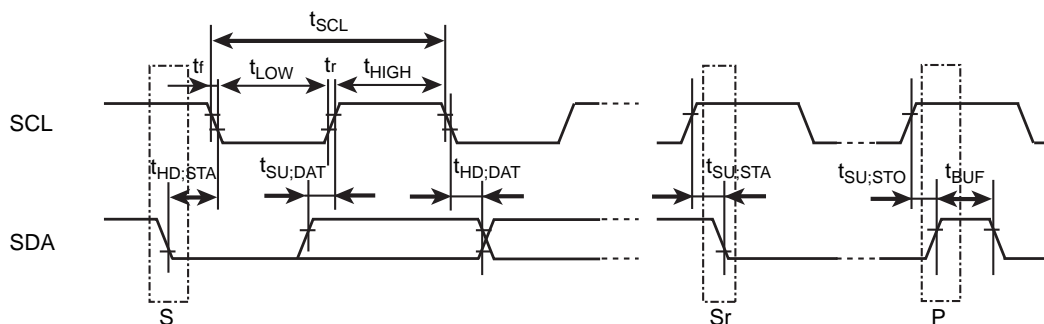 tSCL
tf tLOW tr tHIGH
SCL
tHD;STA tSU;DAT tHD;DAT tSU;STA tSU;STO tBUF
SDA
S Sr P